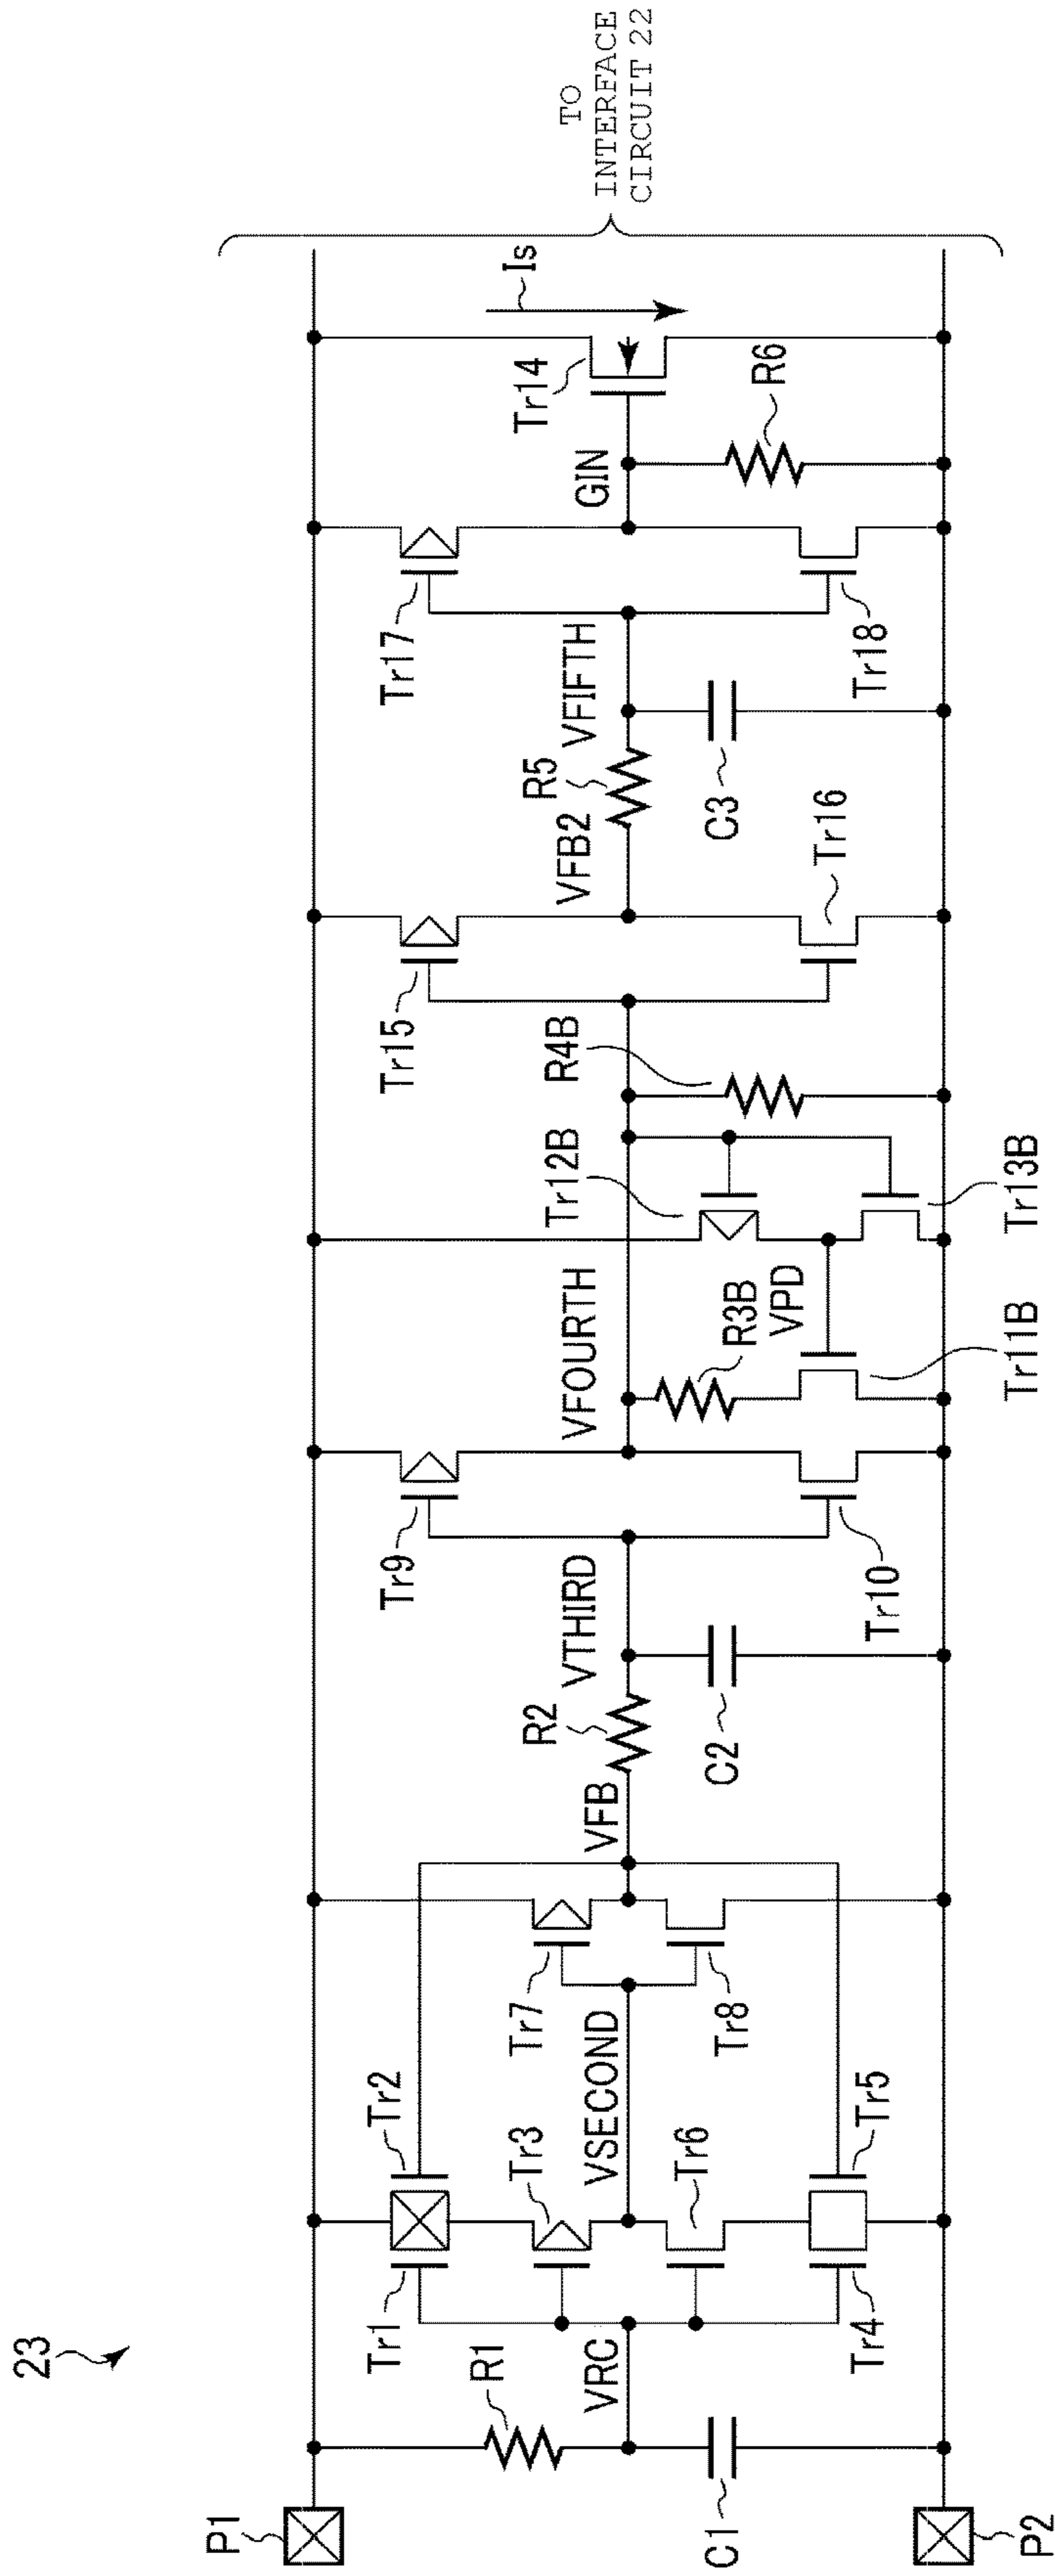 TO
INTERFACE
CIRCUIT 22
Is
Tr14
R6
GIN
Tr17
Tr18
VFIFTH
R5
C3
VFB2
Tr16
Tr15
R4B
Tr12B
Tr13B
R3B
VPD
VFOURTH
Tr11B
Tr9
Tr10
VTHIRD
R2
C2
VFB
Tr7
Tr8
VSECOND
Tr2
Tr3
Tr6
Tr5
23
Tr1
Tr4
R1
VRC
P1
C1
P2